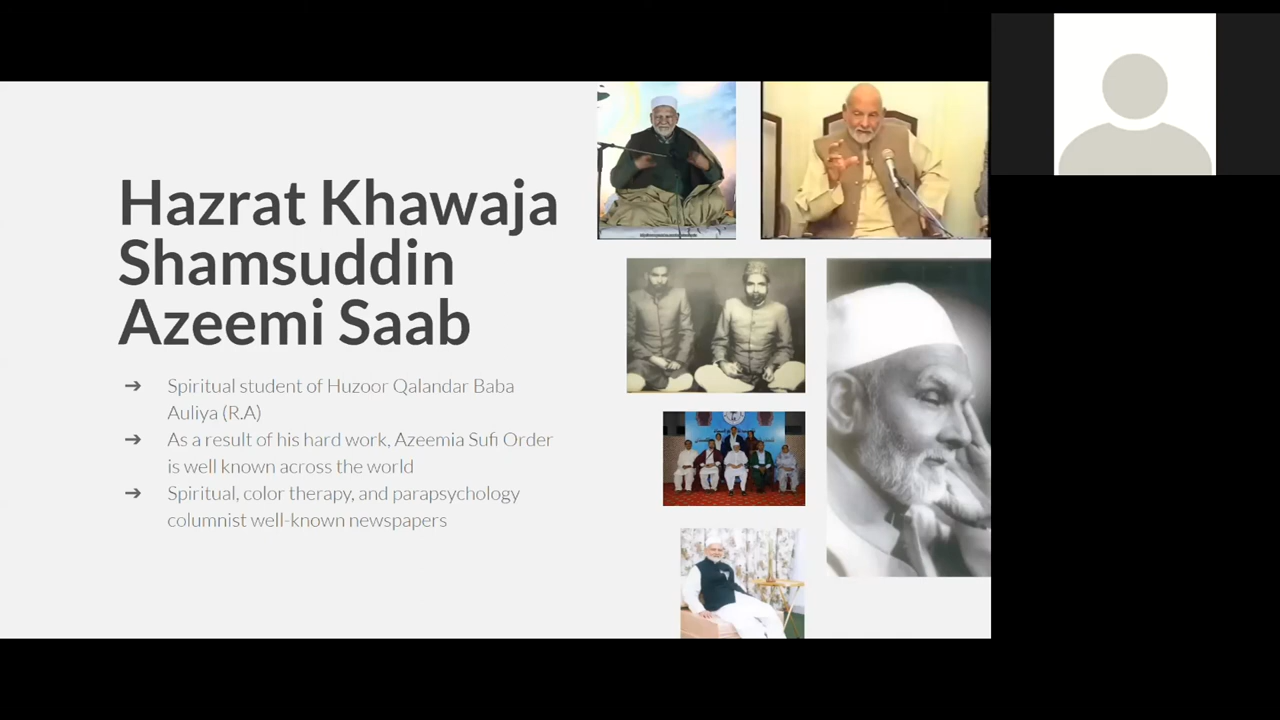 Hazrat Khawaja
Shamsuddin
Azeemi Saab
➔ Spiritual student of Huzoor Qalandar Baba
Auliya (R.A)
➔ As a result of his hard work, Azeemia Sufi Order
is well known across the world
➔ Spiritual, color therapy, and parapsychology
columnist well-known newspapers